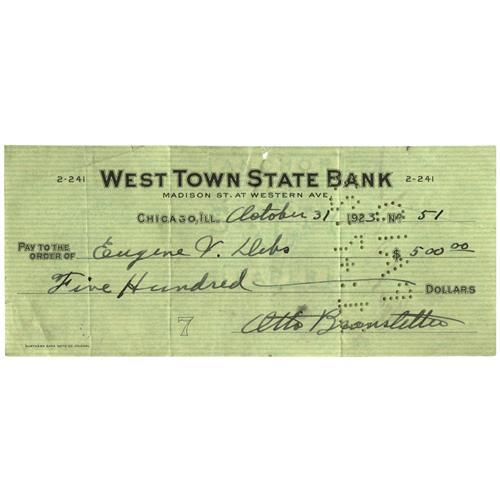 2-241 WEST TOWN STATE BANK 2-241
MADISON ST. AT WESTERN AVE.
CHICAGO, ILL. October 31 1923. No. 51
PAY TO THE ORDER OF Eugene V. Debs $ 500 00
Five Hundred DOLLARS
7 Otto Branstetter